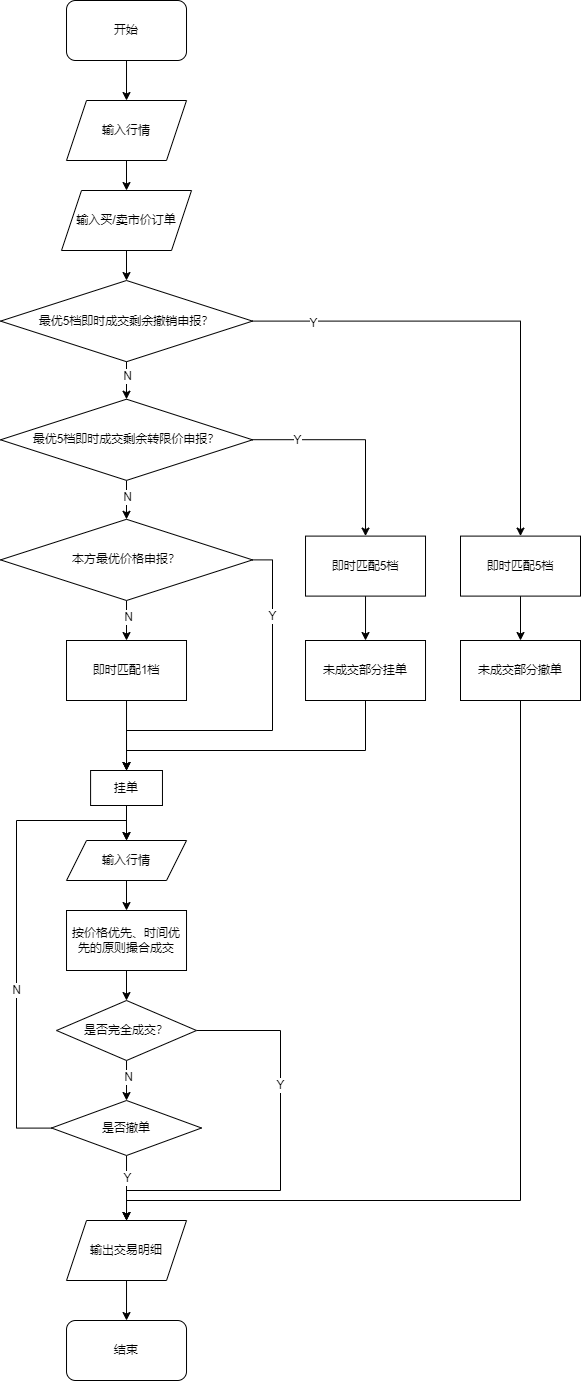 开始
输入行情
输入买/卖市价订单
最优5档即时成交剩余撤销申报?
Y
N
最优5档即时成交剩余转限价申报?
Y
N
本方最优价格申报?
即时匹配5档
即时匹配5档
Y
N
即时匹配1档
未成交部分挂单
未成交部分撤单
挂单
输入行情
按价格优先、时间优
先的原则撮合成交
N
是否完全成交?
N
Y
是否撤单
Y
输出交易明细
结束